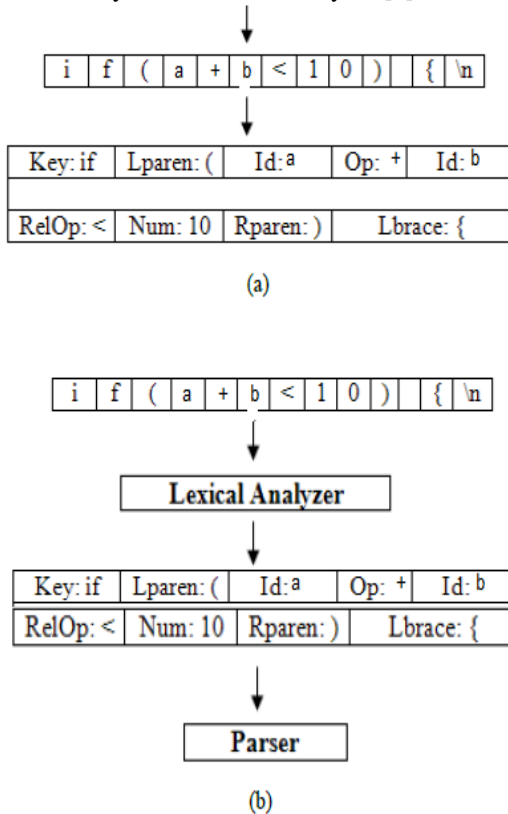 i f ( a + b < 1 0 ) { \n
Key: if Lparen: ( Id: a Op: + Id: b
RelOp: < Num: 10 Rparen: ) Lbrace: {
(a)
i f ( a + b < 1 0 ) { \n
Lexical Analyzer
Key: if Lparen: ( Id: a Op: + Id: b
RelOp: < Num: 10 Rparen: ) Lbrace: {
Parser
(b)